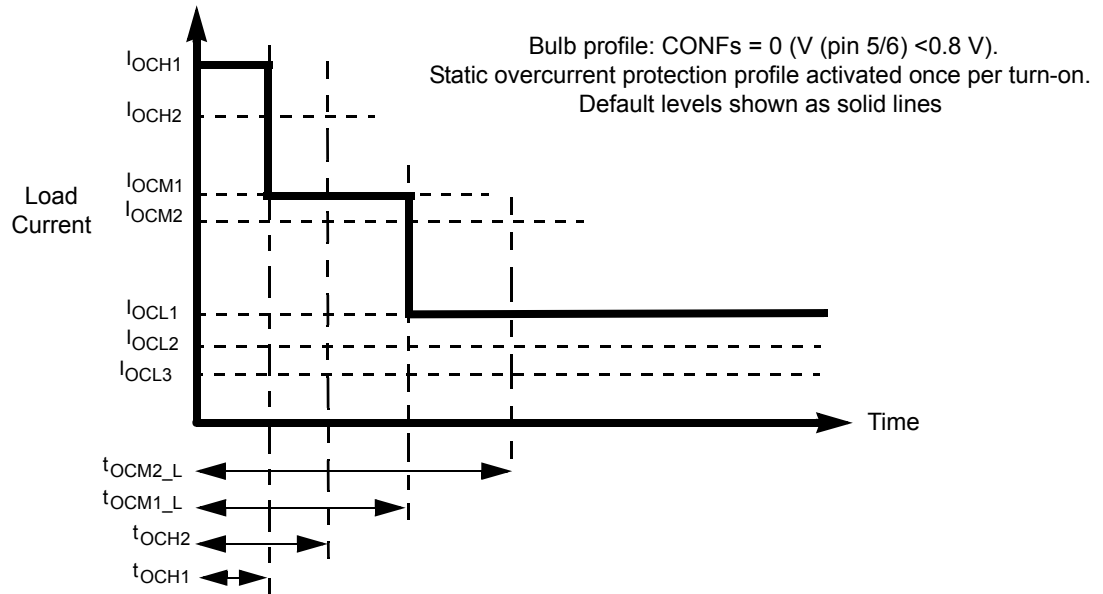 Bulb profile: CONFs = 0 (V (pin 5/6) <0.8 V).
Static overcurrent protection profile activated once per turn-on.
Default levels shown as solid lines
IOCH1
IOCH2
IOCM1
IOCM2
Load
Current
IOCL1
IOCL2
IOCL3
Time
tOCM2_L
tOCM1_L
tOCH2
tOCH1